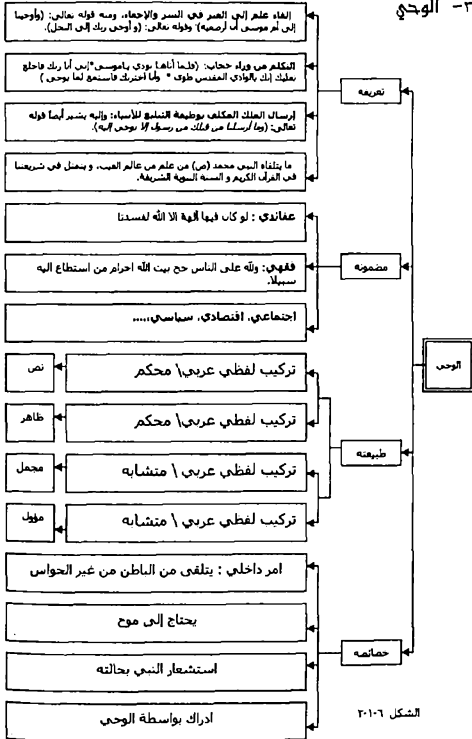 ٣- الوحي
الوحي
تعريفه
إلقاء علم إلى الغير في السر والإخفاء، ومنه قوله تعالى: (وأوحينا
إلى أم موسى أن أرضعيه)، وقوله تعالى: (و أوحى ربك إلى النحل).
التكلم من وراء حجاب: (فلما أتاها نودي ياموسى*إني أنا ربك فاخلع
نعليك إنك بالوادي المقدس طوى * وأنا اخترتك فاستمع لما يوحى )
إرسال الملك المكلف بوظيفة التبليغ للأنبياء: وإليه يشير أيضا قوله
تعالى: (وما أرسلنا من قبلك من رسول إلا نوحي إليه).
ما يتلقاه النبي محمد (ص) من علم من عالم الغيب، و يتمثل في شريعتنا
في القرآن الكريم و السنة النبوية الشريفة.
مضمونه
عقائدي : لو كان فيها آلهة الا الله لفسدتا
فقهي: ولله على الناس حج بيت الله احرام من استطاع اليه
سبيلا.
اجتماعي، اقتصادي، سياسي،....
طبيعته
تركيب لفظي عربي\ محكم
نص
تركيب لفظي عربي\ محكم
ظاهر
تركيب لفظي عربي \ متشابه
مجمل
تركيب لفظي عربي \ متشابه
مؤول
خصائصه
امر داخلي : يتلقى من الباطن من غير الحواس
يحتاج إلى موح
استشعار النبي بحالته
ادراك بواسطة الوحي
الشكل ٦-١٠-٢